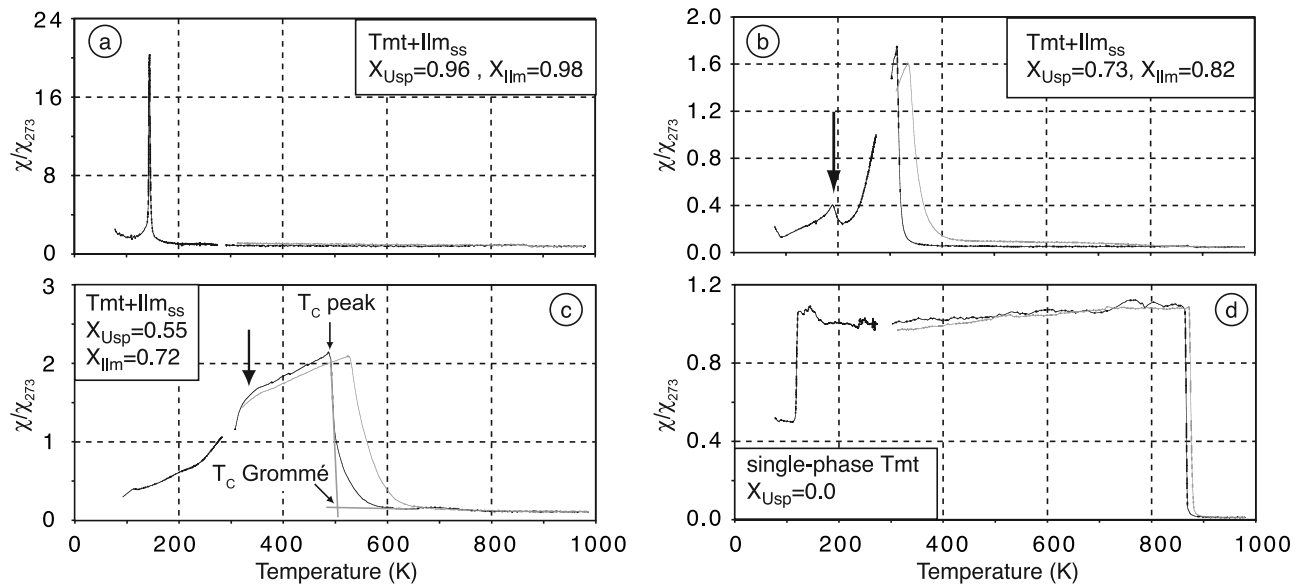 a
Tmt+Ilmss
XUsp=0.96 , XIlm=0.98
24
16
8
0
χ/χ273
b
Tmt+Ilmss
XUsp=0.73, XIlm=0.82
2.0
1.6
1.2
0.8
0.4
0.0
χ/χ273
c
Tmt+Ilmss
XUsp=0.55
XIlm=0.72
TC peak
TC Grommé
3
2
1
0
χ/χ273
0 200 400 600 800 1000
Temperature (K)
d
single-phase Tmt
XUsp=0.0
1.2
0.8
0.4
0.0
χ/χ273
0 200 400 600 800 1000
Temperature (K)